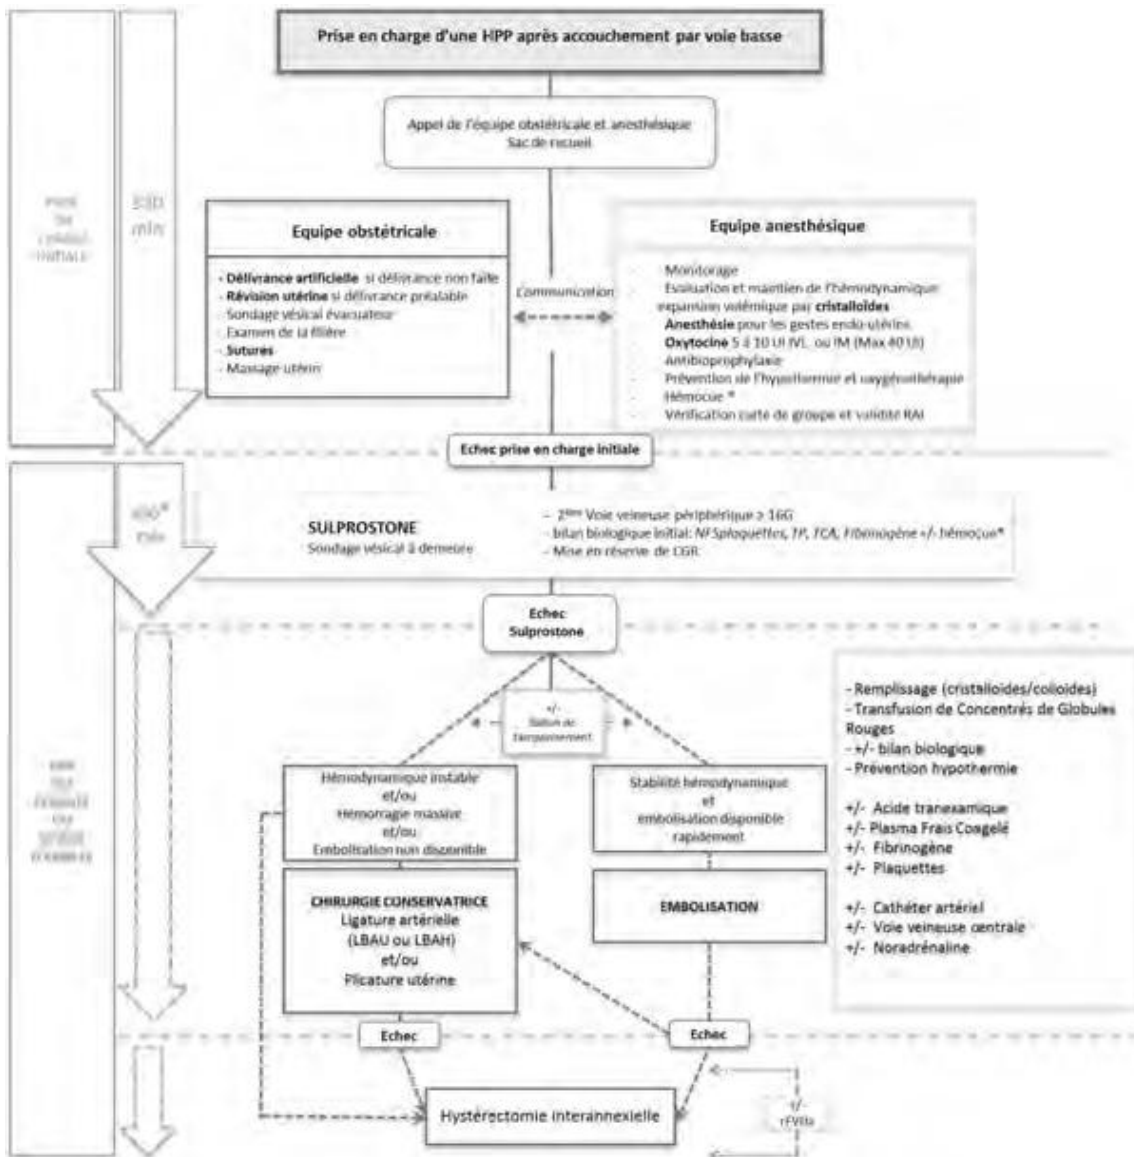 Prise en charge d'une HPP après accouchement par voie basse
Appel de l'équipe obstétricale et anesthésique
Sac de recueil
≤30
min
Equipe obstétricale
- Délivrance artificielle si délivrance non faite
- Révision utérine si délivrance préalable
- Sondage vésical évacuateur
- Examen de la filière
- Sutures
- Massage utérin
Communication
Equipe anesthésique
- Monitorage
- Evaluation et maintien de l'hémodynamique
expansion volémique par cristalloïdes
- Anesthésie pour les gestes endo-utérins
- Oxytocine 5 à 10 UI IVL ou IM (Max 40 UI)
- Antibioprophylaxie
- Prévention de l'hypothermie et oxygénothérapie
- Hémocue *
- Vérification carte de groupe et validité RAI
Echec prise en charge initiale
SULPROSTONE
Sondage vésical à demeure
– 2ème Voie veineuse périphérique ≥ 16G
- bilan biologique initial: NFSplaquettes, TP, TCA, Fibrinogène +/- hémocue*
– Mise en réserve de CGR
Echec
Sulprostone
+/-
Ballon de
tamponnement
Hémodynamique instable
et/ou
Hémorragie massive
et/ou
Embolisation non disponible
Stabilité hémodynamique
et
embolisation disponible
rapidement
CHIRURGIE CONSERVATRICE
Ligature artérielle
(LBAU ou LBAH)
et/ou
Plicature utérine
EMBOLISATION
- Remplissage (cristalloides/colloides)
- Transfusion de Concentrés de Globules
Rouges
- +/- bilan biologique
- Prévention hypothermie
+/- Acide tranexamique
+/- Plasma Frais Congelé
+/- Fibrinogène
+/- Plaquettes
+/- Cathéter artériel
+/- Voie veineuse centrale
+/- Noradrénaline
Echec
Echec
Hystérectomie interannexielle
+/-
rFVIIa